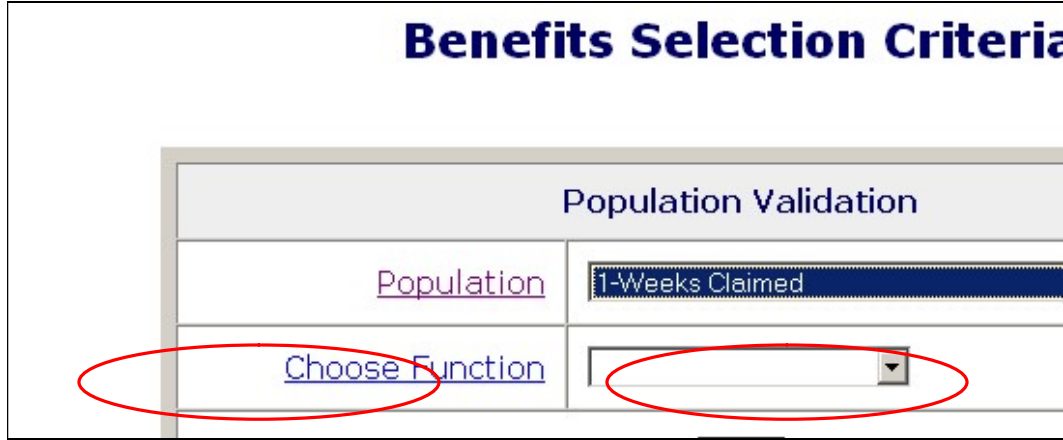 Benefits Selection Criteria
Population Validation
Population 1-Weeks Claimed
Choose Function